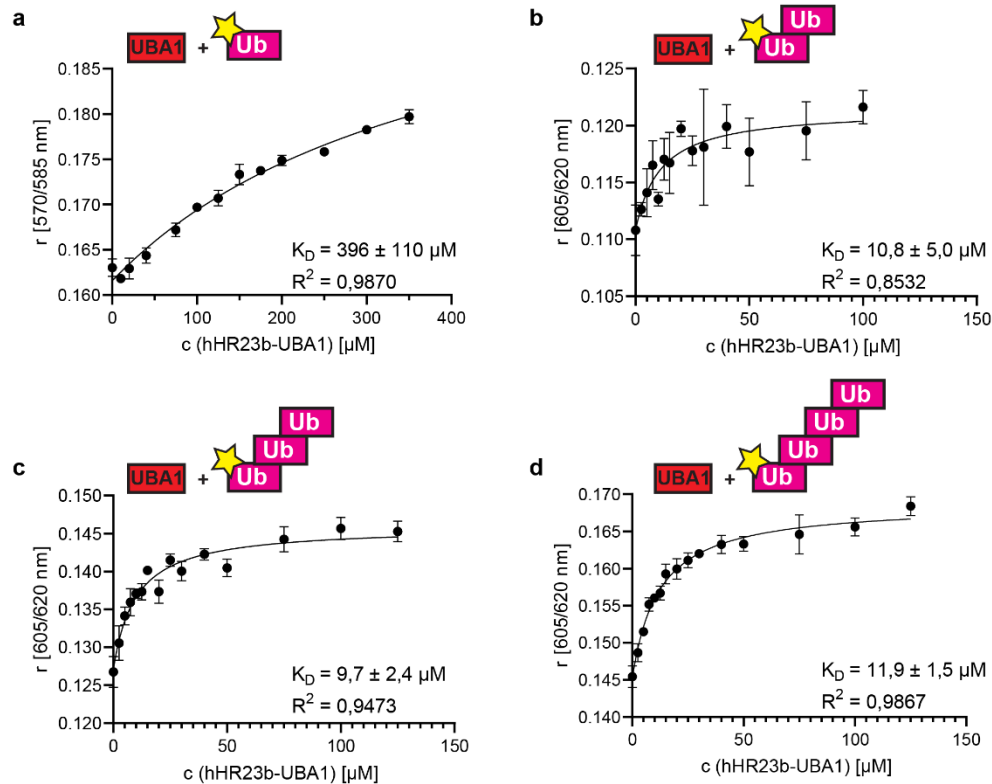 a
UBA1 + Ub
0.185
0.180
0.175
0.170
0.165
0.160
r [570/585 nm]
K_D = 396 ± 110 µM
R² = 0,9870
0 100 200 300 400
c (hHR23b-UBA1) [µM]
b
UBA1 + Ub Ub
0.125
0.120
0.115
0.110
0.105
r [605/620 nm]
K_D = 10,8 ± 5,0 µM
R² = 0,8532
0 50 100 150
c (hHR23b-UBA1) [µM]
c
UBA1 + Ub Ub Ub
0.150
0.145
0.140
0.135
0.130
0.125
0.120
r [605/620 nm]
K_D = 9,7 ± 2,4 µM
R² = 0,9473
0 50 100 150
c (hHR23b-UBA1) [µM]
d
UBA1 + Ub Ub Ub Ub
0.170
0.165
0.160
0.155
0.150
0.145
0.140
r [605/620 nm]
K_D = 11,9 ± 1,5 µM
R² = 0,9867
0 50 100 150
c (hHR23b-UBA1) [µM]